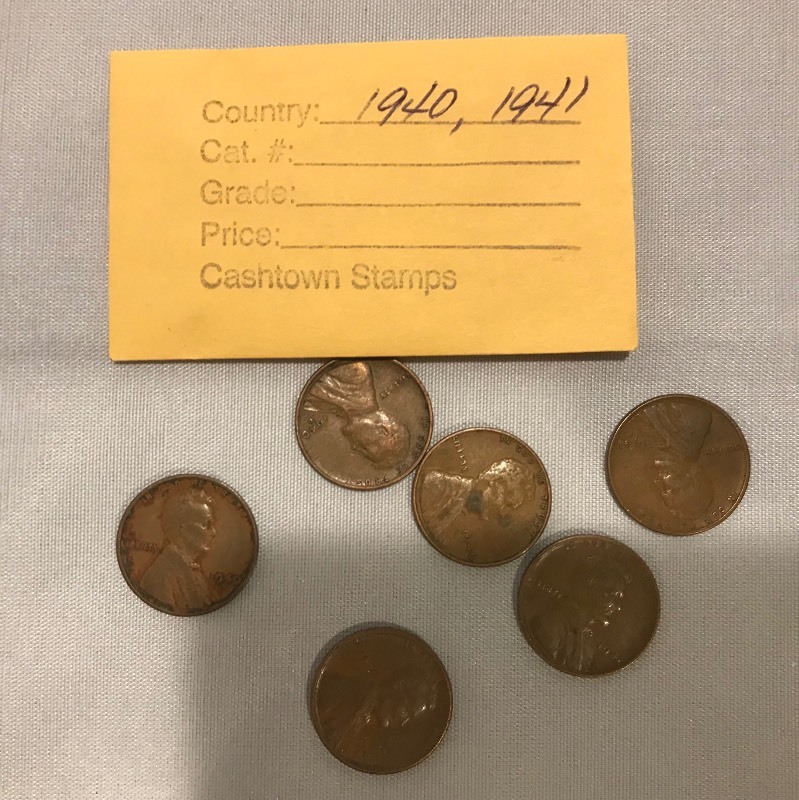 Country: 1940, 1941
Cat. #:
Grade:
Price:
Cashtown Stamps